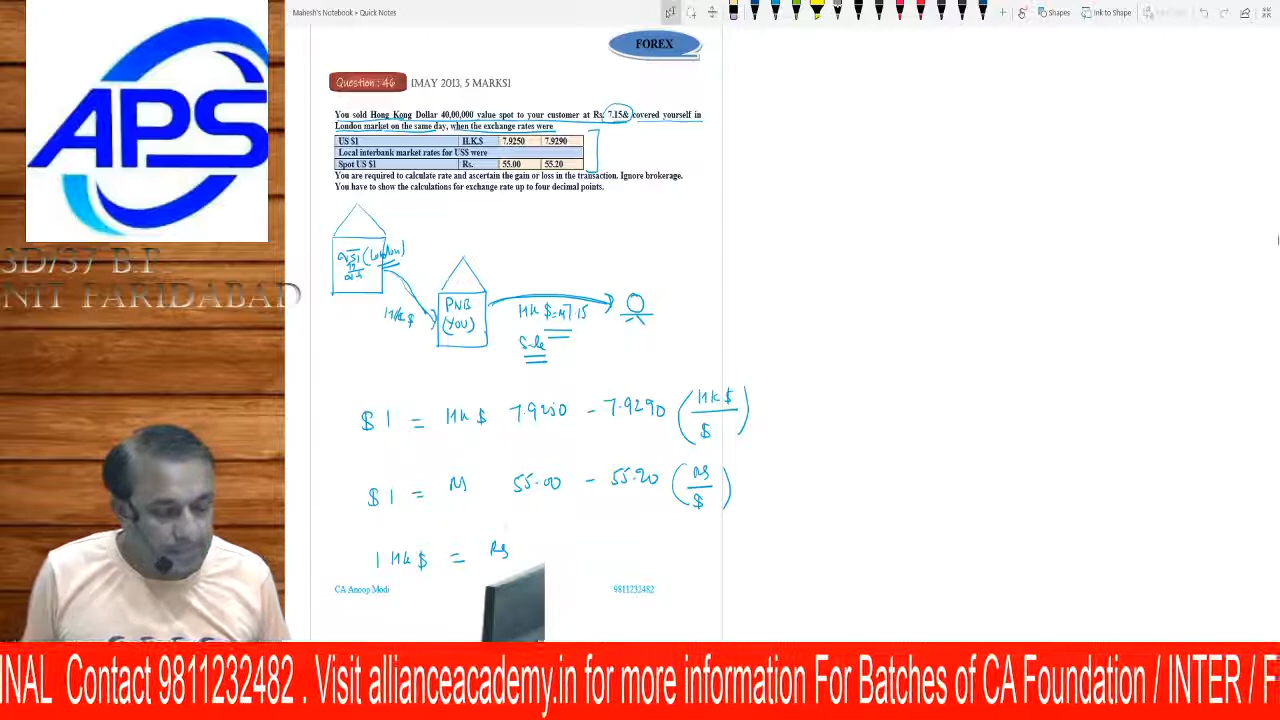 Mahesh's Notebook • Quick Notes
Shapes
Ink to Shape
APS
3D/37 B.P.
NIT FARIDABAD
FOREX
Question : 46 [MAY 2013, 5 MARKS]
You sold Hong Kong Dollar 40,00,000 value spot to your customer at Rs. 7.15& covered yourself in
London market on the same day, when the exchange rates were
US $1 H.K.$ 7.9250 7.9290
Local interbank market rates for US$ were
Spot US $1 Rs. 55.00 55.20
You are required to calculate rate and ascertain the gain or loss in the transaction. Ignore brokerage.
You have to show the calculations for exchange rate up to four decimal points.
(London)
HK $
PNB
(YOU)
HK $ = 47.15
Sale
$ 1 = HK $ 7.9250 - 7.9290 (HK $ / $)
$ 1 = Rs 55.00 - 55.20 (Rs / $)
1 HK $ = Rs
CA Anoop Modi 9811232482
INAL Contact 9811232482 . Visit allianceacademy.in for more information For Batches of CA Foundation / INTER / F